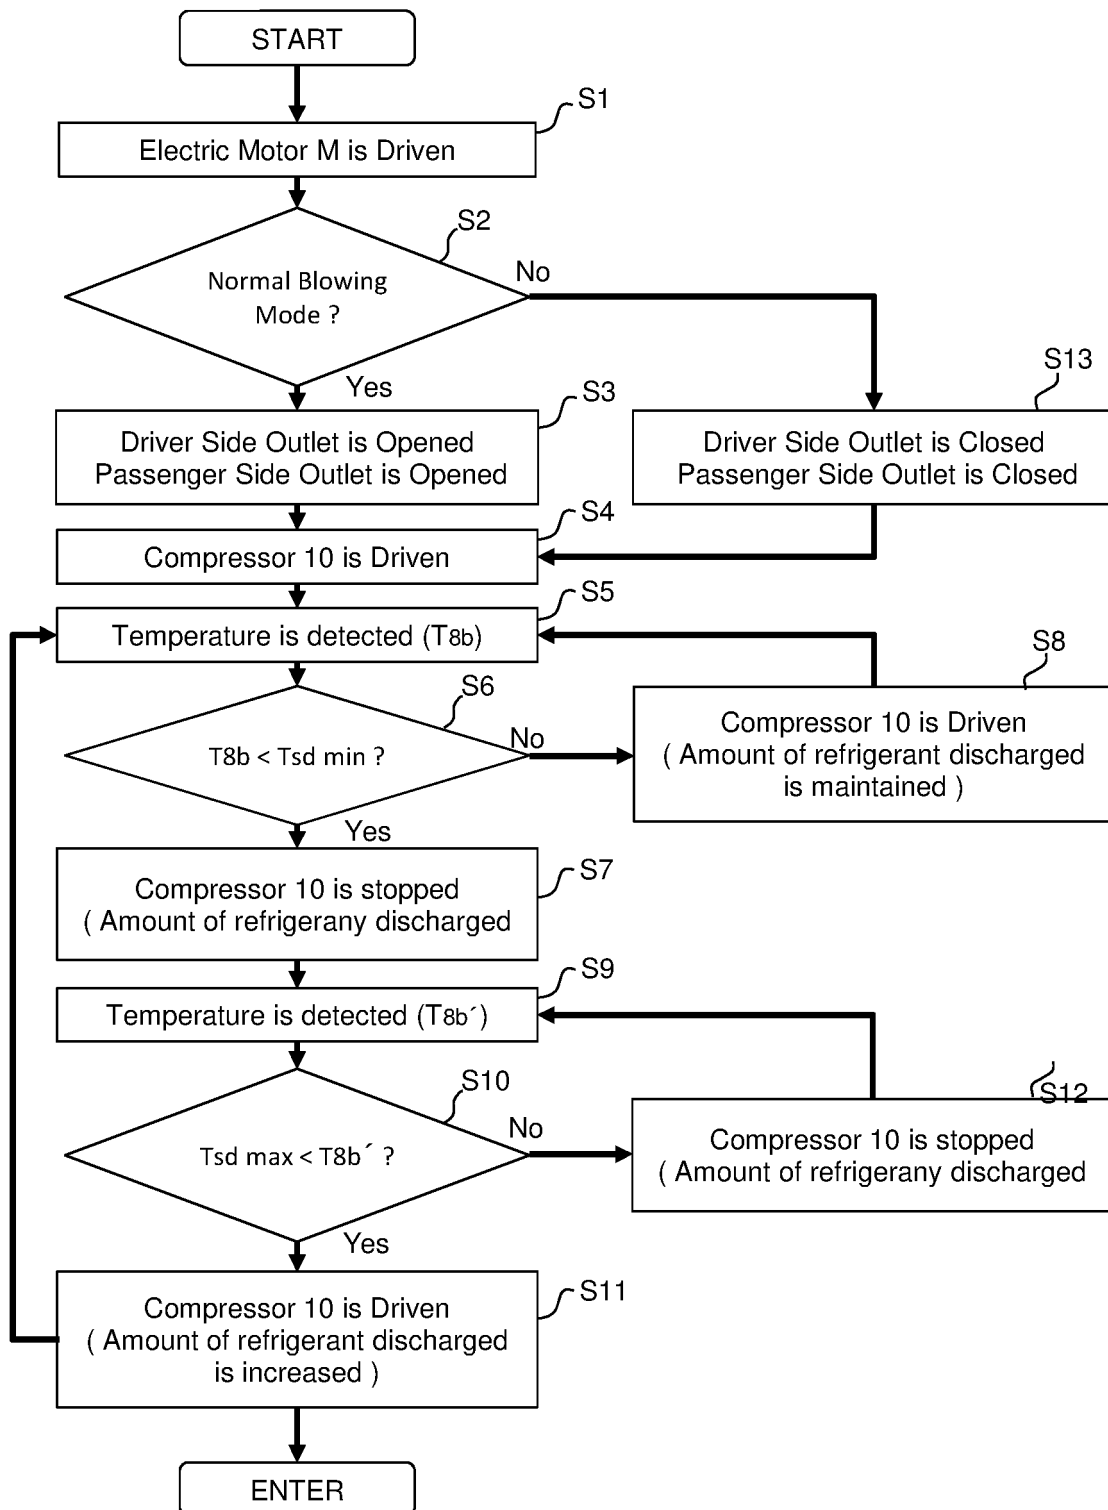 START
S1
Electric Motor M is Driven
S2
Normal Blowing
Mode ?
No
Yes
S3
Driver Side Outlet is Opened
Passenger Side Outlet is Opened
S13
Driver Side Outlet is Closed
Passenger Side Outlet is Closed
S4
Compressor 10 is Driven
S5
Temperature is detected (T8b)
S6
T8b < Tsd min ?
No
Yes
S8
Compressor 10 is Driven
( Amount of refrigerant discharged
is maintained )
S7
Compressor 10 is stopped
( Amount of refrigerany discharged
S9
Temperature is detected (T8b´)
S10
Tsd max < T8b´ ?
No
Yes
S12
Compressor 10 is stopped
( Amount of refrigerany discharged
S11
Compressor 10 is Driven
( Amount of refrigerant discharged
is increased )
ENTER